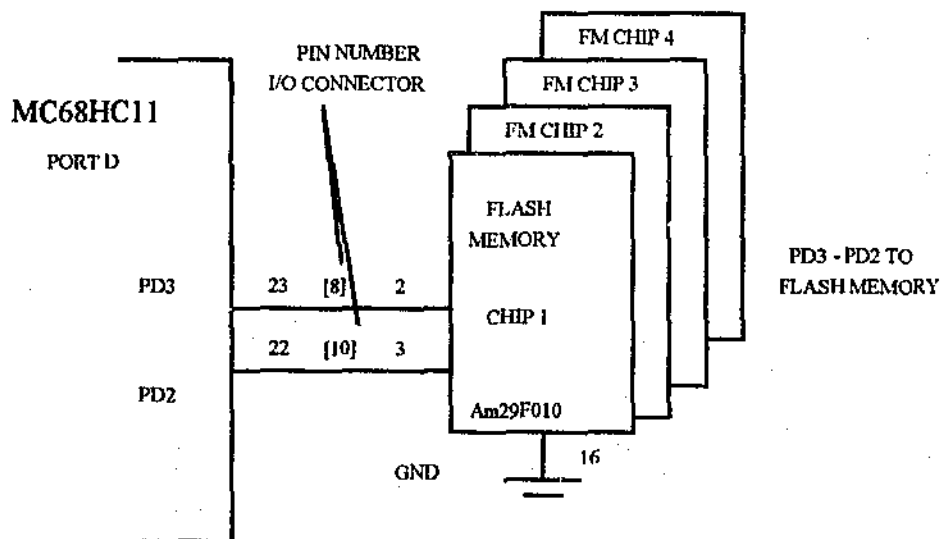 FM CHIP 4
PIN NUMBER
I/O CONNECTOR
FM CHIP 3
MC68HC11
FM CHIP 2
PORT D
FLASH
MEMORY
PD3 - PD2 TO
FLASH MEMORY
PD3
23 [8] 2
CHIP 1
22 [10] 3
PD2
Am29F010
GND
16